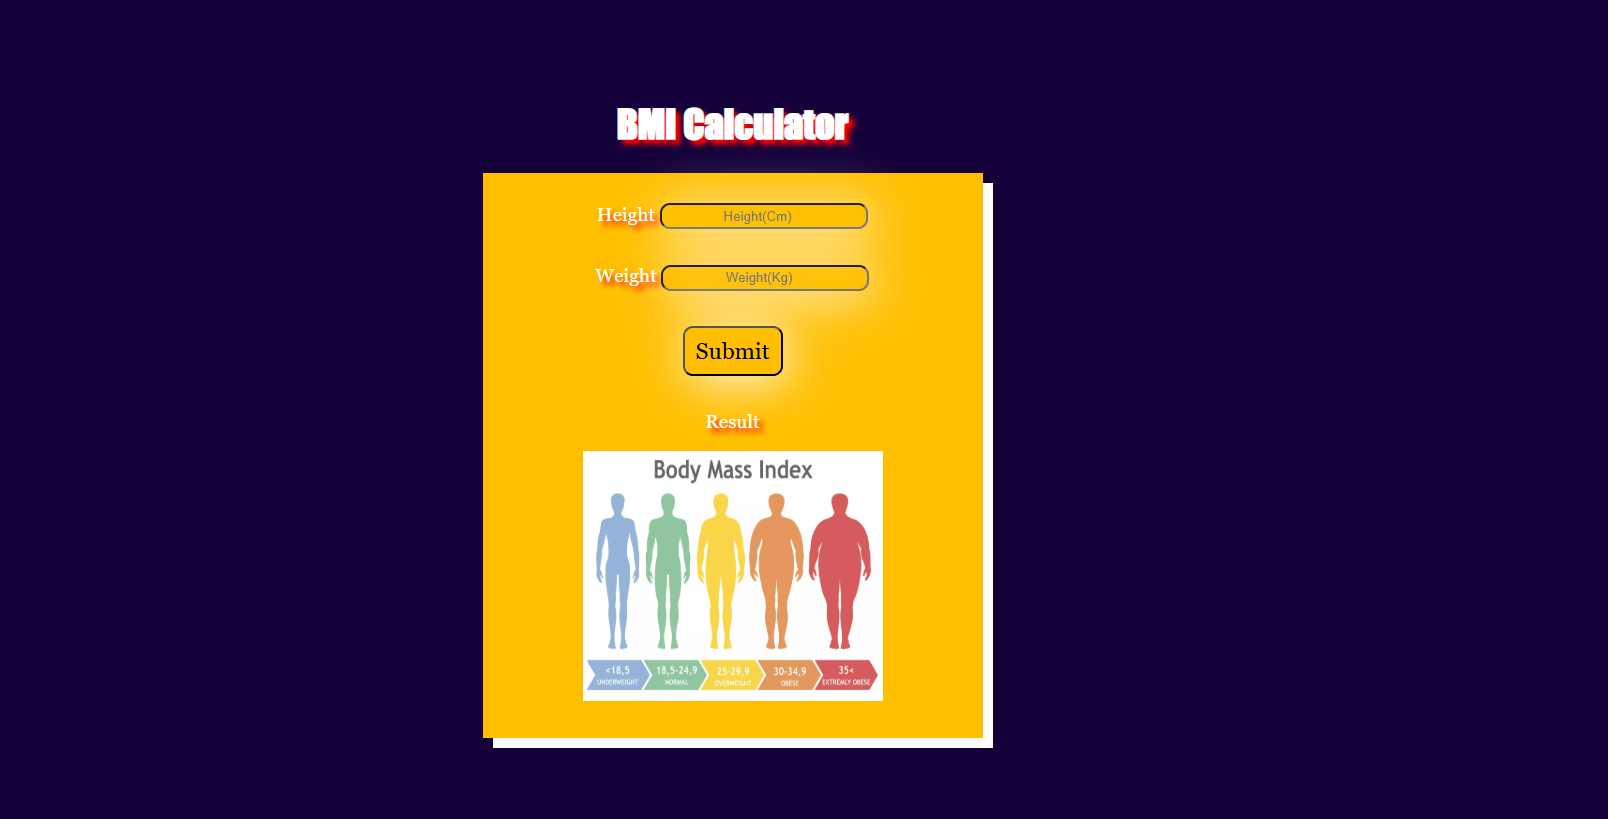 BMI Calculator
Height Height(Cm)
Weight Weight(Kg)
Submit
Result
Body Mass Index
<18,5 18,5-24,9 25-29,9 30-34,9 35<
UNDERWEIGHT NORMAL OVERWEIGHT OBESE EXTREMLY OBESE